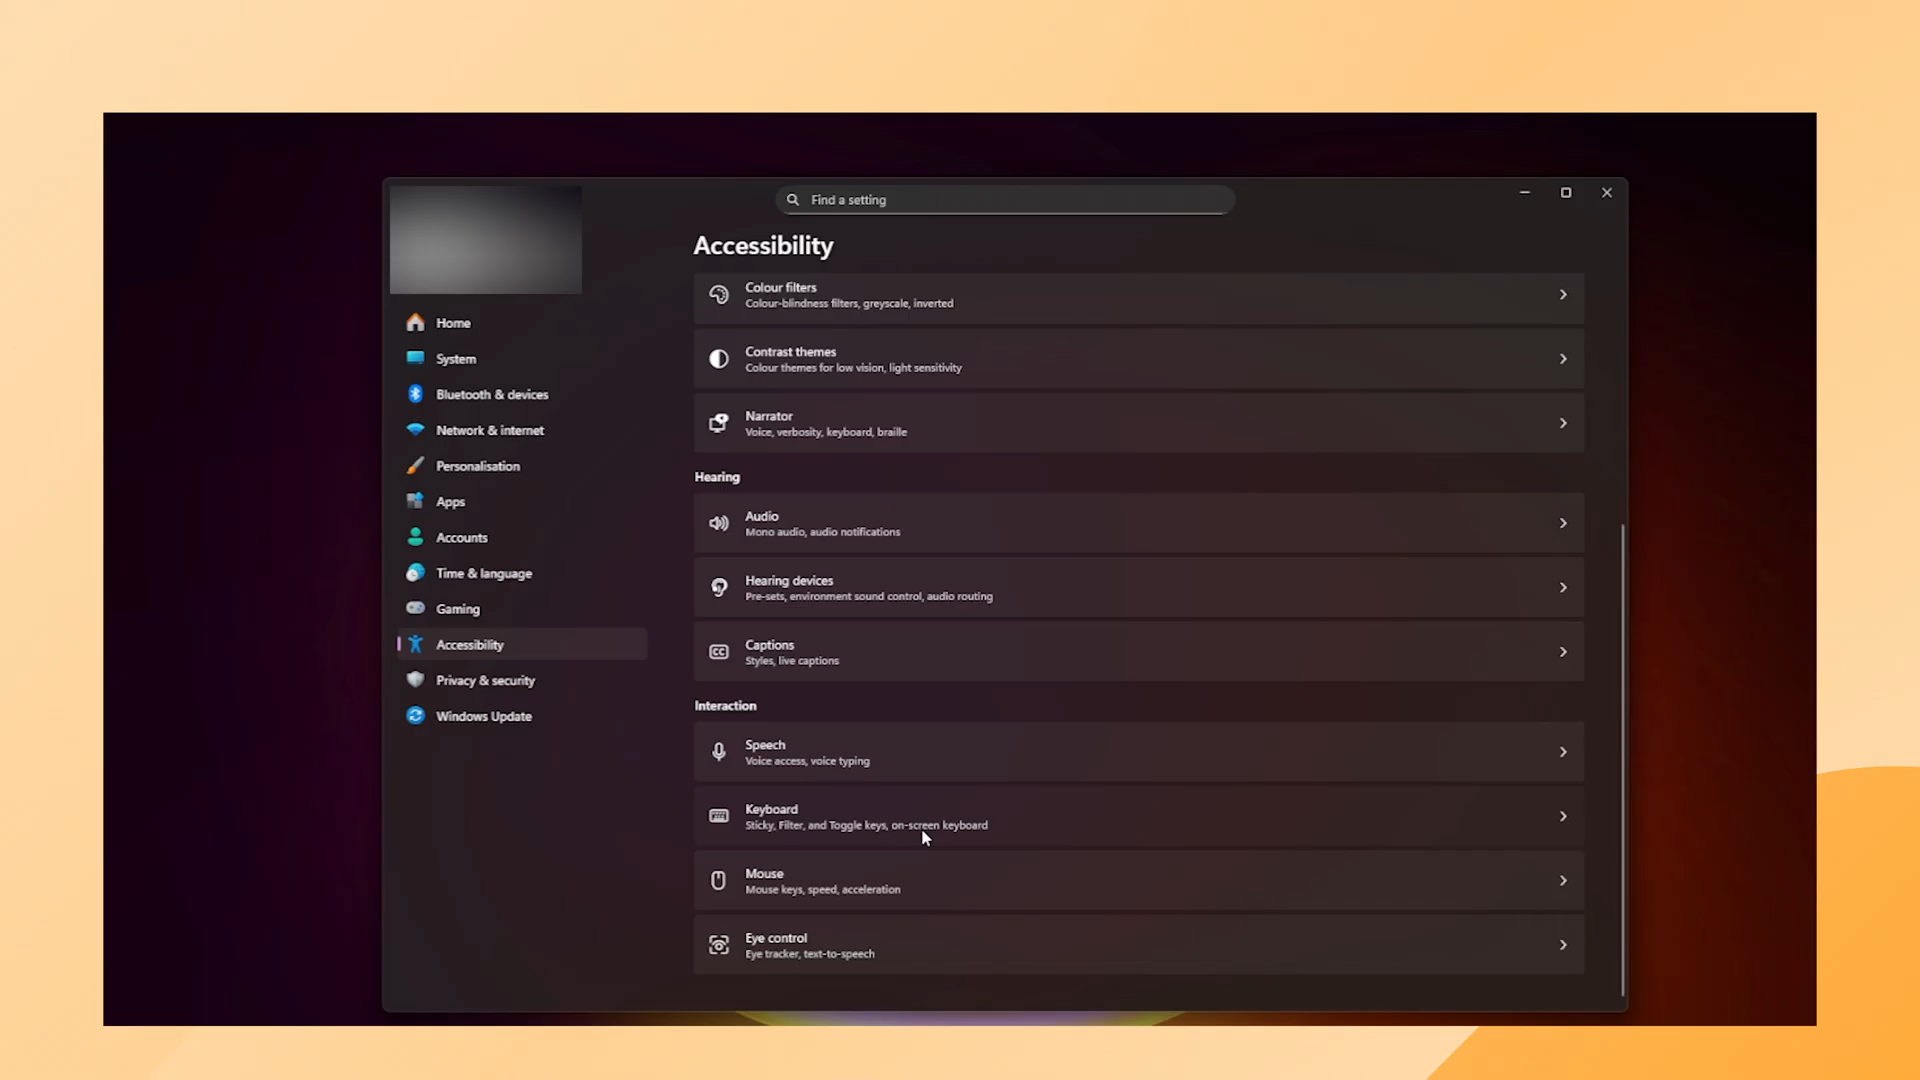 Find a setting
Accessibility
Home
System
Bluetooth & devices
Network & internet
Personalisation
Apps
Accounts
Time & language
Gaming
Accessibility
Privacy & security
Windows Update
Colour filters
Colour-blindness filters, greyscale, inverted
Contrast themes
Colour themes for low vision, light sensitivity
Narrator
Voice, verbosity, keyboard, braille
Hearing
Audio
Mono audio, audio notifications
Hearing devices
Pre-sets, environment sound control, audio routing
Captions
Styles, live captions
Interaction
Speech
Voice access, voice typing
Keyboard
Sticky, Filter, and Toggle keys, on-screen keyboard
Mouse
Mouse keys, speed, acceleration
Eye control
Eye tracker, text-to-speech